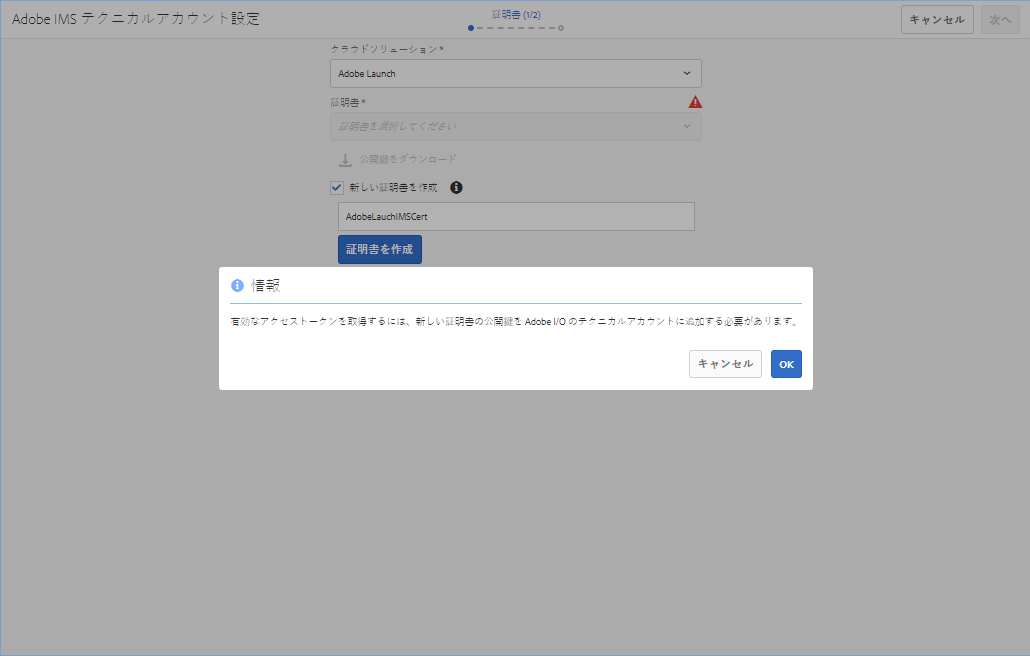 Adobe IMS テクニカルアカウント設定
証明書 (1/2)
キャンセル
次へ
クラウドソリューション *
Adobe Launch
証明書 *
証明書を選択してください
公開鍵をダウンロード
新しい証明書を作成
AdobeLauchIMSCert
証明書を作成
情報
有効なアクセストークンを取得するには、新しい証明書の公開鍵を Adobe I/O のテクニカルアカウントに追加する必要があります。
キャンセル
OK